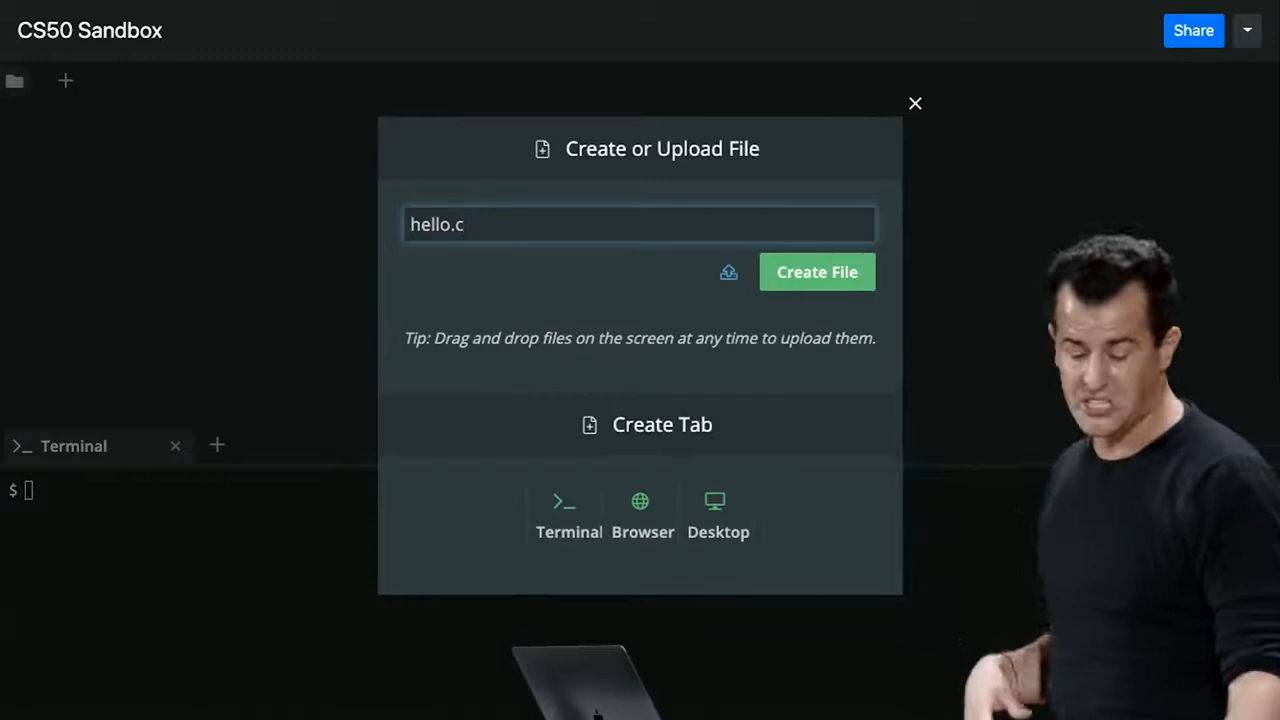 CS50 Sandbox
Share
Create or Upload File
hello.c
Create File
Tip: Drag and drop files on the screen at any time to upload them.
Create Tab
>_ Terminal
$
>_
Terminal Browser Desktop